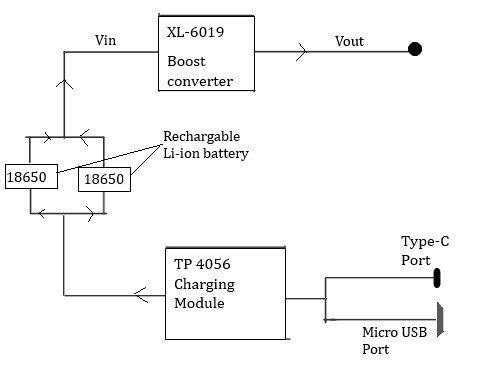 XL-6019
Boost
converter
Vin
Vout
Rechargable
Li-ion battery
18650
18650
TP 4056
Charging
Module
Type-C
Port
Micro USB
Port